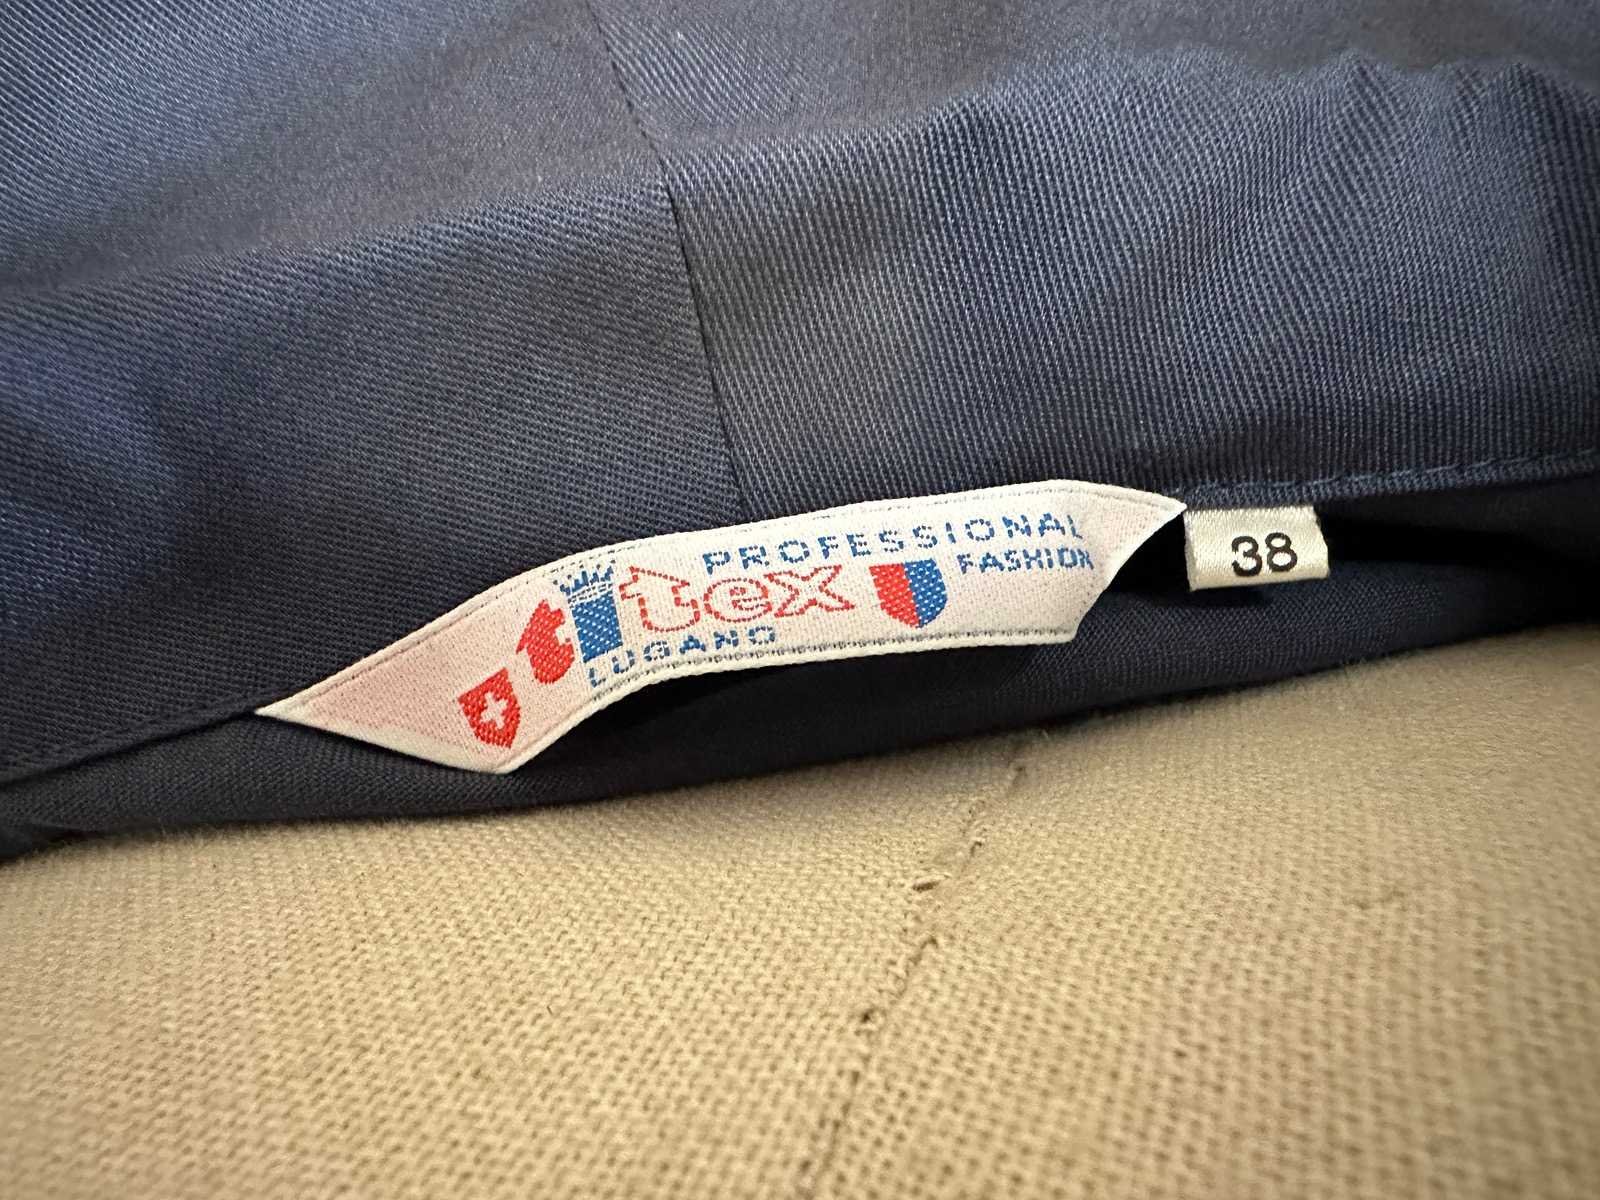 PROFESSIONAL
FASHION
tex
LUGANO
38